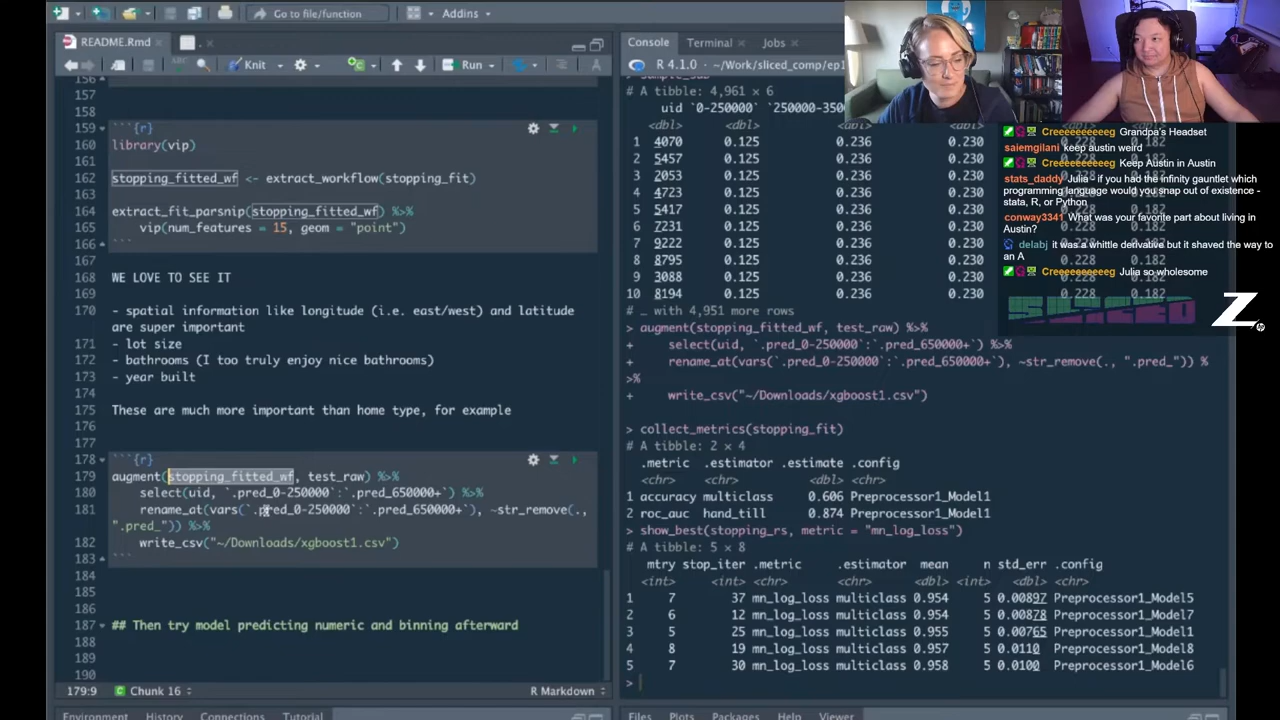 Go to file/function
Addins
README.Rmd
Knit
Run
156
157
158
159 ```{r}
160 library(vip)
161
162 stopping_fitted_wf <- extract_workflow(stopping_fit)
163
164 extract_fit_parsnip(stopping_fitted_wf) %>%
165 vip(num_features = 15, geom = "point")
166 ```
167
168 WE LOVE TO SEE IT
169
170 - spatial information like longitude (i.e. east/west) and latitude
are super important
171 - lot size
172 - bathrooms (I too truly enjoy nice bathrooms)
173 - year built
174
175 These are much more important than home type, for example
176
177
178 ```{r}
179 augment(stopping_fitted_wf, test_raw) %>%
180 select(uid, `.pred_0-250000`:`.pred_650000+`) %>%
181 rename_at(vars(`.pred_0-250000`:`.pred_650000+`), ~str_remove(.,
".pred_")) %>%
182 write_csv("~/Downloads/xgboost1.csv")
183 ```
184
185
186
187 ## Then try model predicting numeric and binning afterward
188
189
190
179:9 Chunk 16 R Markdown
Environment History Connections Tutorial
Console Terminal Jobs
R 4.1.0 · ~/Work/sliced_comp/ep1
# A tibble: 4,961 × 6
uid `0-250000` `250000-350
<dbl> <dbl> <dbl> <dbl>
1 4070 0.125 0.236 0.230
2 5457 0.125 0.236 0.230
3 2053 0.125 0.236 0.230
4 4723 0.125 0.236 0.230
5 5417 0.125 0.236 0.230
6 7231 0.125 0.236 0.230
7 9222 0.125 0.236 0.230
8 8795 0.125 0.236 0.230
9 3088 0.125 0.236 0.230
10 8194 0.125 0.236 0.230
# … with 4,951 more rows
> augment(stopping_fitted_wf, test_raw) %>%
+ select(uid, `.pred_0-250000`:`.pred_650000+`) %>%
+ rename_at(vars(`.pred_0-250000`:`.pred_650000+`), ~str_remove(., ".pred_")) %
>%
+ write_csv("~/Downloads/xgboost1.csv")
> collect_metrics(stopping_fit)
# A tibble: 2 × 4
.metric .estimator .estimate .config
<chr> <chr> <dbl> <chr>
1 accuracy multiclass 0.606 Preprocessor1_Model1
2 roc_auc hand_till 0.874 Preprocessor1_Model1
> show_best(stopping_rs, metric = "mn_log_loss")
# A tibble: 5 × 8
mtry stop_iter .metric .estimator mean n std_err .config
<int> <int> <chr> <chr> <dbl> <int> <dbl> <chr>
1 7 37 mn_log_loss multiclass 0.954 5 0.00897 Preprocessor1_Model5
2 6 12 mn_log_loss multiclass 0.954 5 0.00878 Preprocessor1_Model7
3 5 25 mn_log_loss multiclass 0.955 5 0.00765 Preprocessor1_Model1
4 8 19 mn_log_loss multiclass 0.957 5 0.0110 Preprocessor1_Model8
5 7 30 mn_log_loss multiclass 0.958 5 0.0100 Preprocessor1_Model6
>
Files Plots Packages Help Viewer
Creeeeeeeeeg Grandpa's Headset
saiemgilani keep austin weird
Creeeeeeeeeg Keep Austin in Austin
stats_daddy Julia - if you had the infinity gauntlet which
programming language would you snap out of existence -
stata, R, or Python
conway3341 What was your favorite part about living in
Austin?
delabj it was a whittle derivative but it shaved the way to
an A
Creeeeeeeeeg Julia so wholesome
SLICED